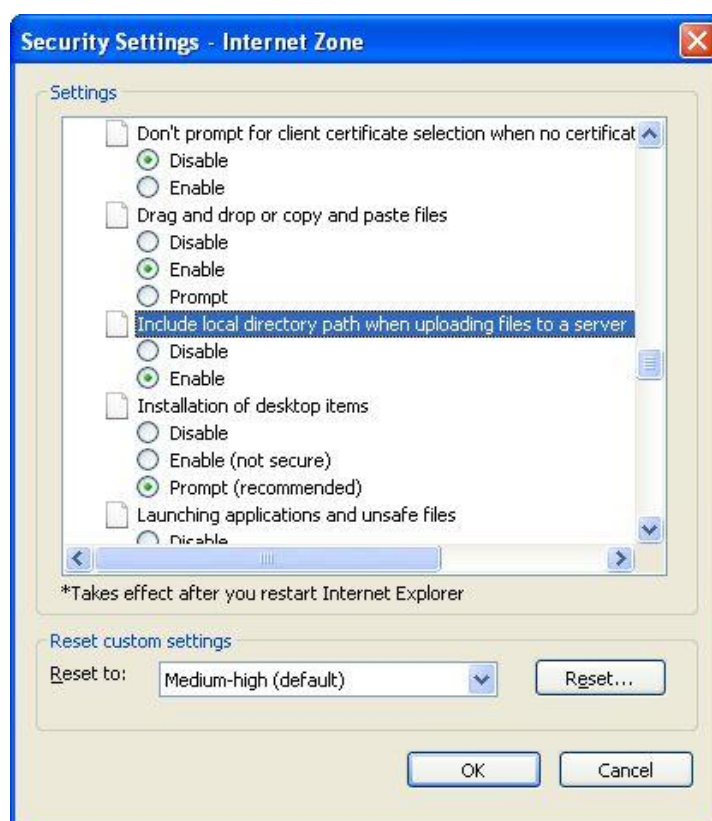 Security Settings - Internet Zone
Settings
Don't prompt for client certificate selection when no certificat
Disable
Enable
Drag and drop or copy and paste files
Disable
Enable
Prompt
Include local directory path when uploading files to a server
Disable
Enable
Installation of desktop items
Disable
Enable (not secure)
Prompt (recommended)
Launching applications and unsafe files
Disable
*Takes effect after you restart Internet Explorer
Reset custom settings
Reset to: Medium-high (default) Reset...
OK Cancel